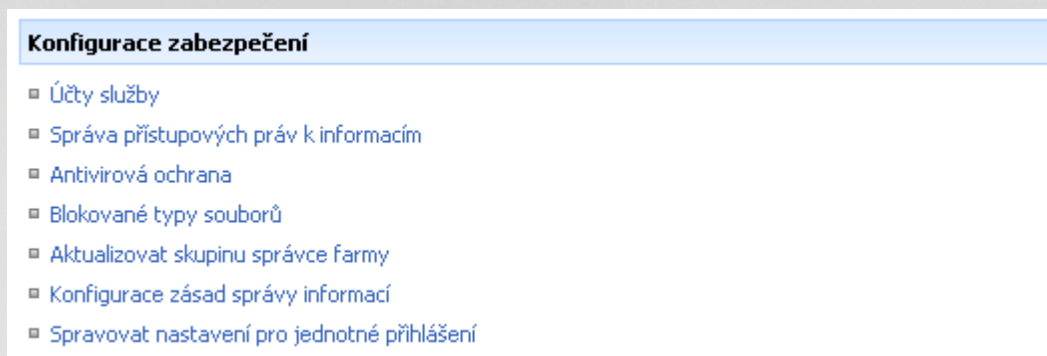 Konfigurace zabezpečení
Účty služby
Správa přístupových práv k informacím
Antivirová ochrana
Blokované typy souborů
Aktualizovat skupinu správce farmy
Konfigurace zásad správy informací
Spravovat nastavení pro jednotné přihlášení